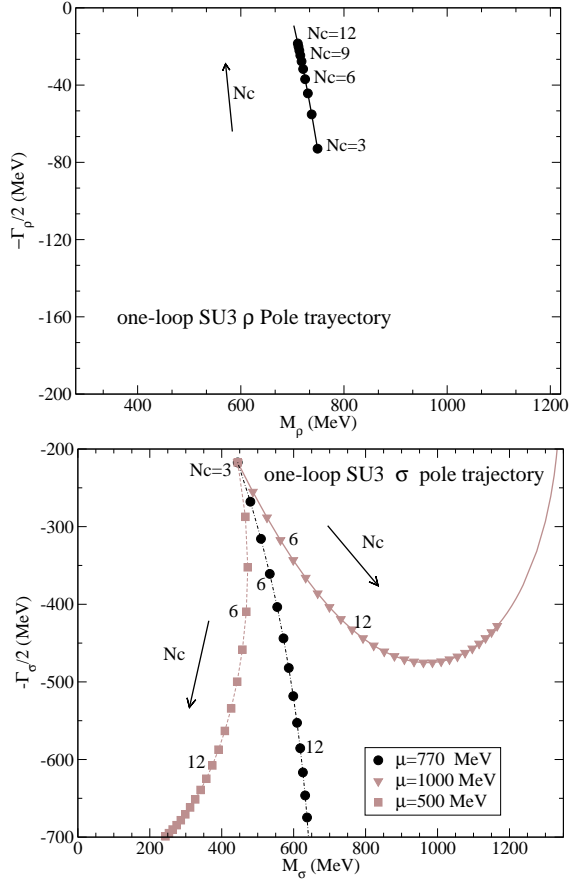 0
-40
-80
-120
-160
-200
Nc=12
Nc=9
Nc=6
Nc=3
Nc
−Γρ/2 (MeV)
one-loop SU3 ρ Pole trayectory
400 600 800 1000 1200
Mρ (MeV)
-200
-300
-400
-500
-600
-700
Nc=3
one-loop SU3 σ pole trajectory
Nc
6
12
6
12
Nc
6
12
-Γσ/2 (MeV)
μ=770 MeV
μ=1000 MeV
μ=500 MeV
0 200 400 600 800 1000 1200
Mσ (MeV)